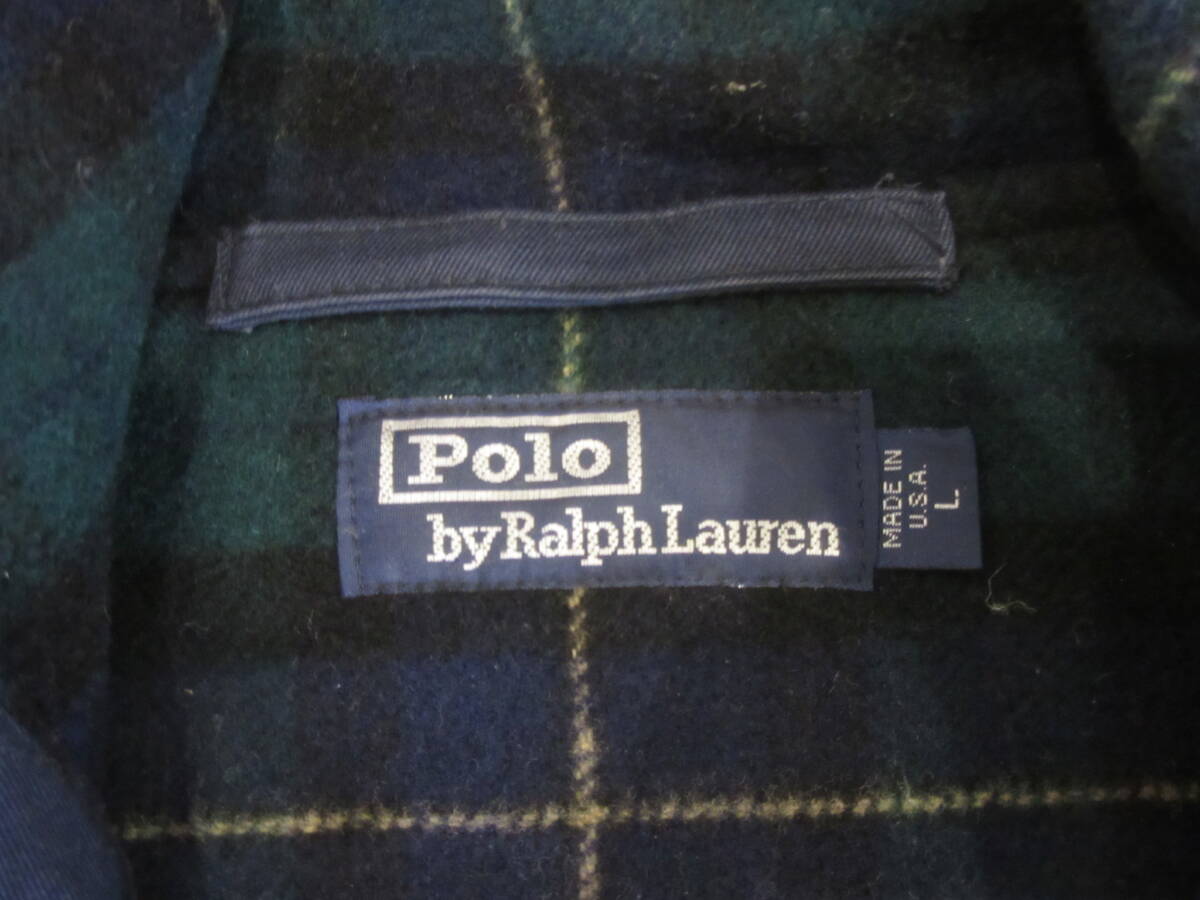 Polo
by Ralph Lauren
MADE IN
U.S.A.
L.